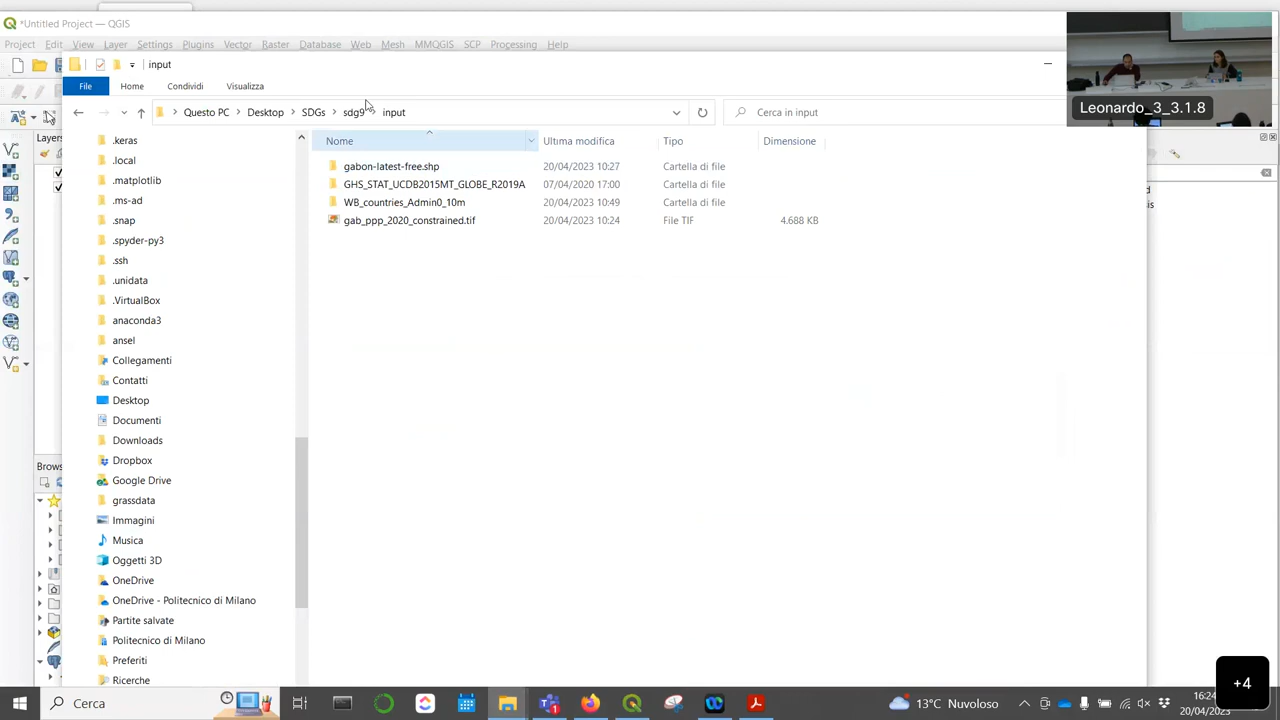 *Untitled Project — QGIS
Project Edit View Layer Settings Plugins Vector Raster Database Web Mesh MMQGIS SCP Processing Help
input
File Home Condividi Visualizza
Questo PC Desktop SDGs sdg9 input
Cerca in input
Leonardo_3_3.1.8
Layers
Nome Ultima modifica Tipo Dimensione
gabon-latest-free.shp 20/04/2023 10:27 Cartella di file
GHS_STAT_UCDB2015MT_GLOBE_R2019A 07/04/2020 17:00 Cartella di file
WB_countries_Admin0_10m 20/04/2023 10:49 Cartella di file
gab_ppp_2020_constrained.tif 20/04/2023 10:24 File TIF 4.688 KB
.keras
.local
.matplotlib
.ms-ad
.snap
.spyder-py3
.ssh
.unidata
.VirtualBox
anaconda3
ansel
Collegamenti
Contatti
Desktop
Documenti
Downloads
Dropbox
Google Drive
grassdata
Immagini
Musica
Oggetti 3D
OneDrive
OneDrive - Politecnico di Milano
Partite salvate
Politecnico di Milano
Preferiti
Ricerche
Brows
+4
Cerca
13°C Nuvoloso
16:24
20/04/2023